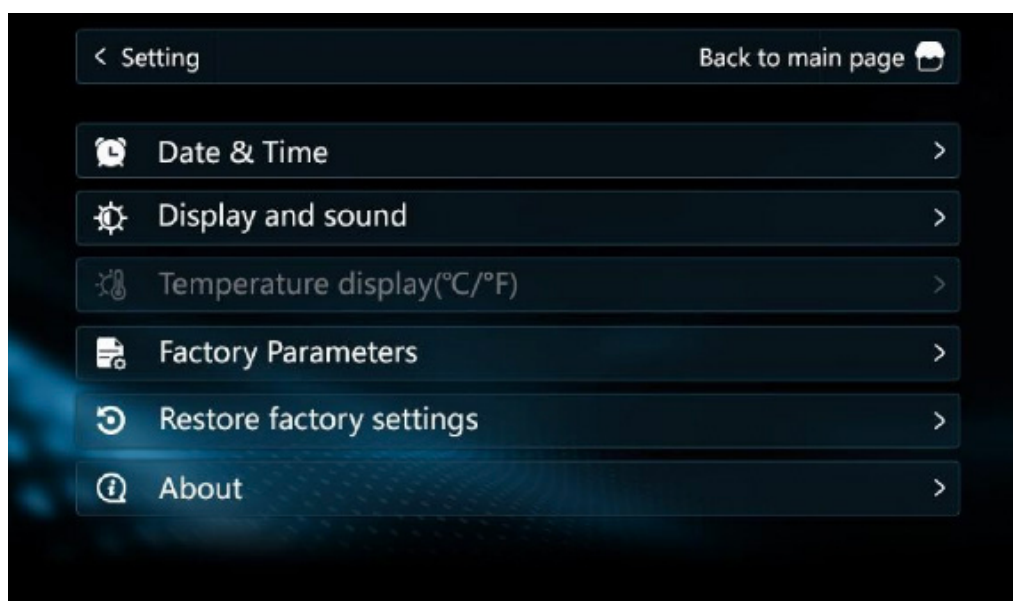 < Setting
Back to main page
Date & Time >
Display and sound >
Temperature display(°C/°F) >
Factory Parameters >
Restore factory settings >
About >